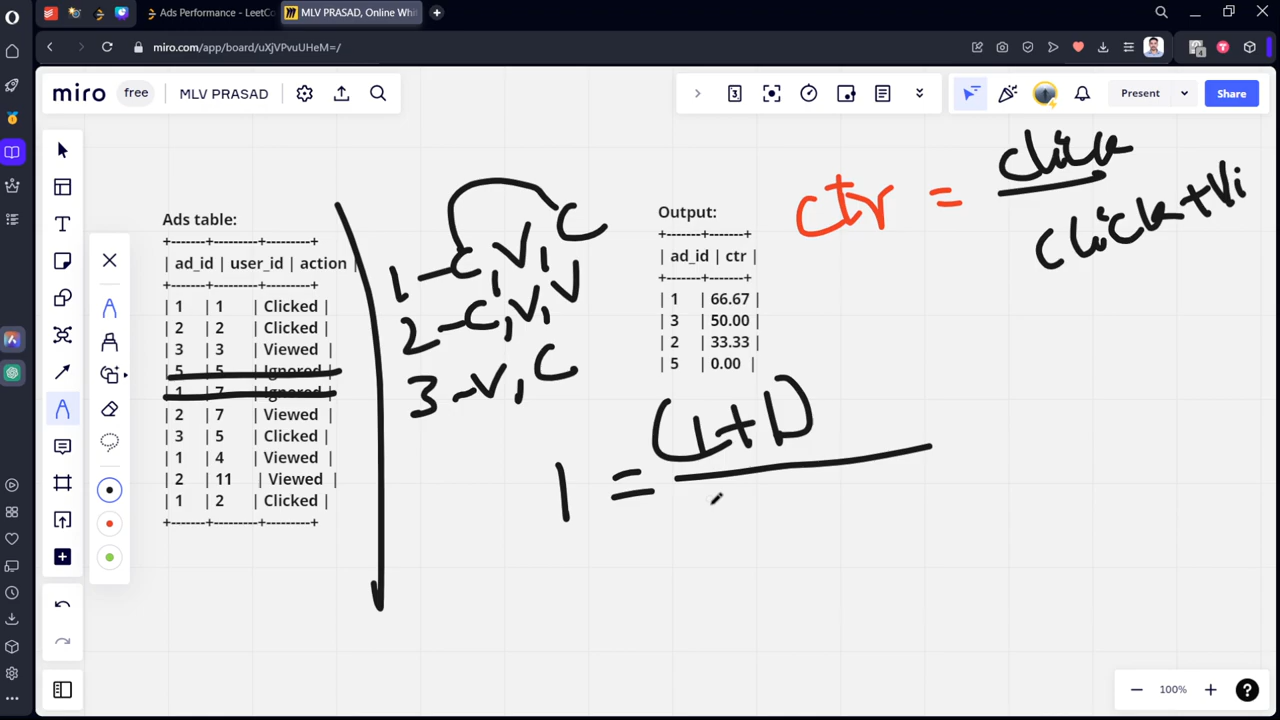 Ads Performance - LeetCo
MLV PRASAD, Online Whi
miro.com/app/board/uXjVPvuUHeM=/
miro free MLV PRASAD
3
Present
Share
Ads table:
+-------+---------+---------+
| ad_id | user_id | action |
+-------+---------+---------+
| 1 | 1 | Clicked |
| 2 | 2 | Clicked |
| 3 | 3 | Viewed |
| 5 | 5 | Ignored |
| 1 | 7 | Ignored |
| 2 | 7 | Viewed |
| 3 | 5 | Clicked |
| 1 | 4 | Viewed |
| 2 | 11 | Viewed |
| 1 | 2 | Clicked |
+-------+---------+---------+
1 - C, V, C
2 - C, V, V
3 - V, C
Output:
+-------+-------+
| ad_id | ctr |
+-------+-------+
| 1 | 66.67 |
| 3 | 50.00 |
| 2 | 33.33 |
| 5 | 0.00 |
ctr = click
click+Vi
(1+1)
1 =
100%
?